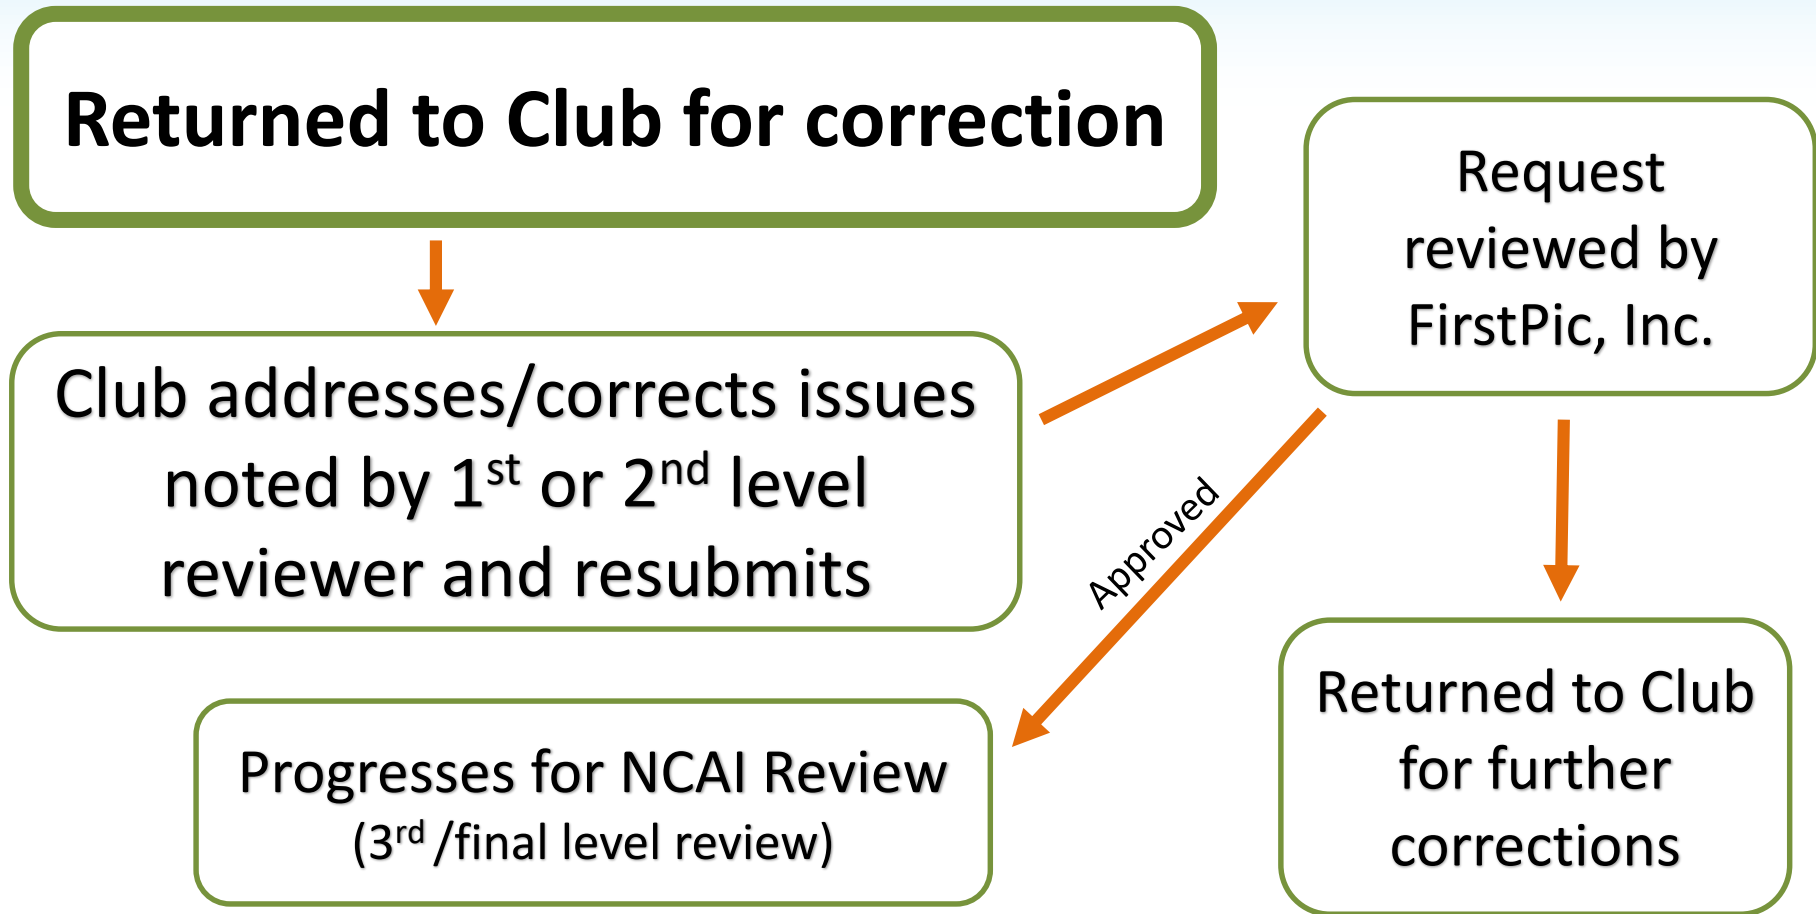 Returned to Club for correction
Club addresses/corrects issues
noted by 1st or 2nd level
reviewer and resubmits
Request
reviewed by
FirstPic, Inc.
Approved
Progresses for NCAI Review
(3rd /final level review)
Returned to Club
for further
corrections